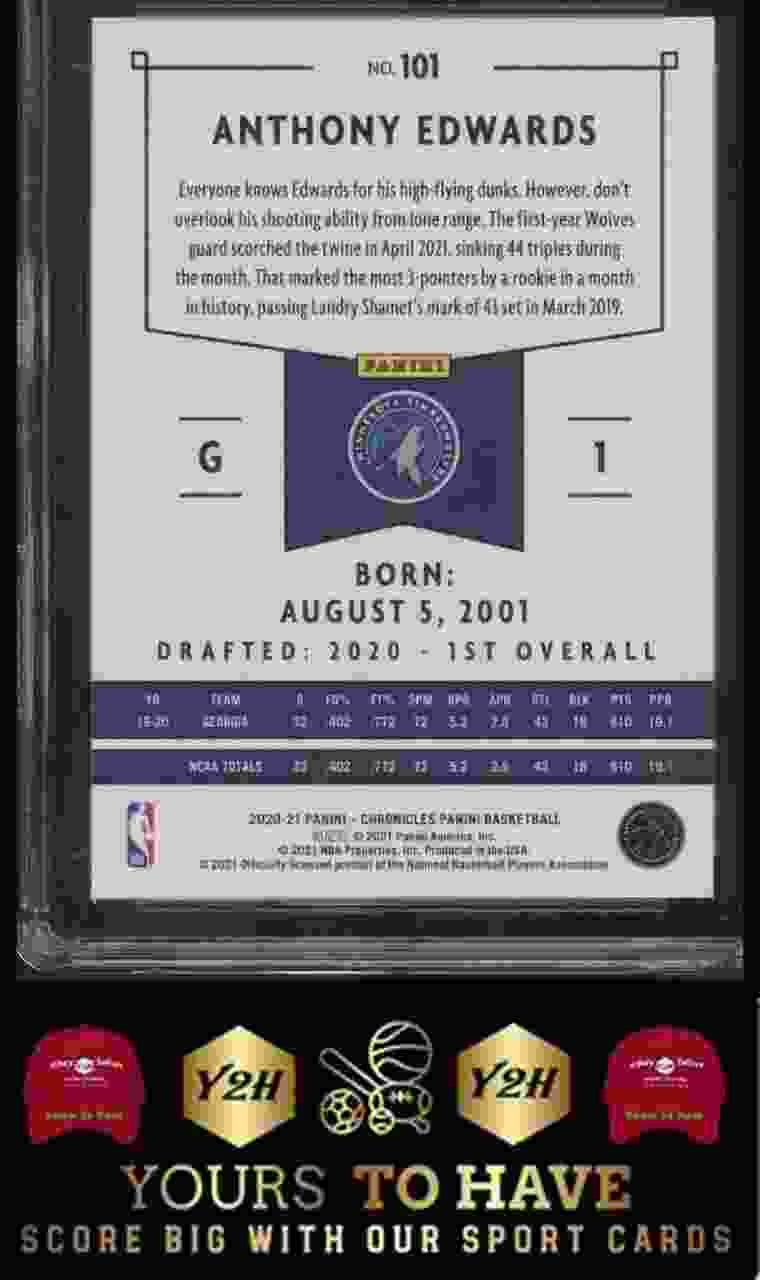 NO. 101
ANTHONY EDWARDS
Everyone knows Edwards for his high-flying dunks. However, don't
overlook his shooting ability from long range. The first-year Wolves
guard scorched the twine in April 2021, sinking 44 triples during
the month. That marked the most 3-pointers by a rookie in a month
in history, passing Landry Shamet's mark of 43 set in March 2019.
PANINI
MINNESOTA TIMBERWOLVES
G
1
BORN:
AUGUST 5, 2001
DRAFTED: 2020 - 1ST OVERALL
YR TEAM G FG% FT% 3PM RPG APG STL BLK PTS PPG
19-20 GEORGIA 32 .402 .772 72 5.2 2.8 42 18 610 19.1
NCAA TOTALS 32 .402 .772 72 5.2 2.8 42 18 610 19.1
2020-21 PANINI - CHRONICLES PANINI BASKETBALL
© 2021 Panini America, Inc.
© 2021 NBA Properties, Inc. Produced in the USA
© 2021 Officially licensed product of the National Basketball Players Association
Y2H
Y2H
YOURS TO HAVE
SCORE BIG WITH OUR SPORT CARDS